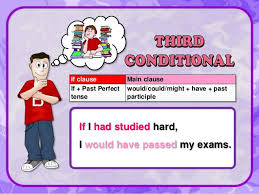 THIRD
CONDITIONAL
If clause Main clause
If + Past Perfect tense would/could/might + have + past participle
If I had studied hard,
I would have passed my exams.